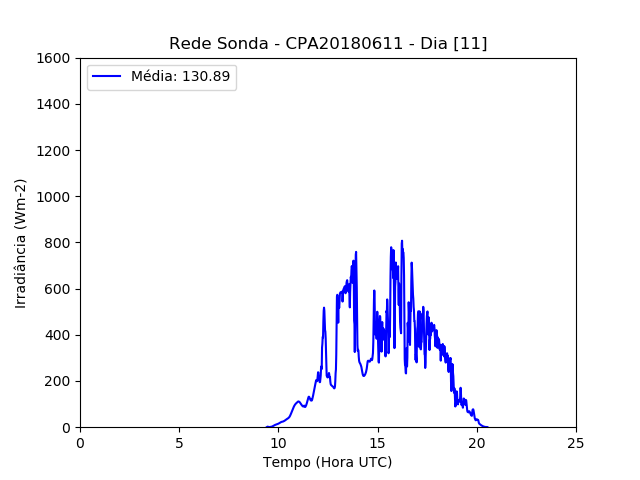 Rede Sonda - CPA20180611 - Dia [11]
Média: 130.89
1600
1400
1200
1000
800
600
400
200
0
Irradiância (Wm-2)
0 5 10 15 20 25
Tempo (Hora UTC)